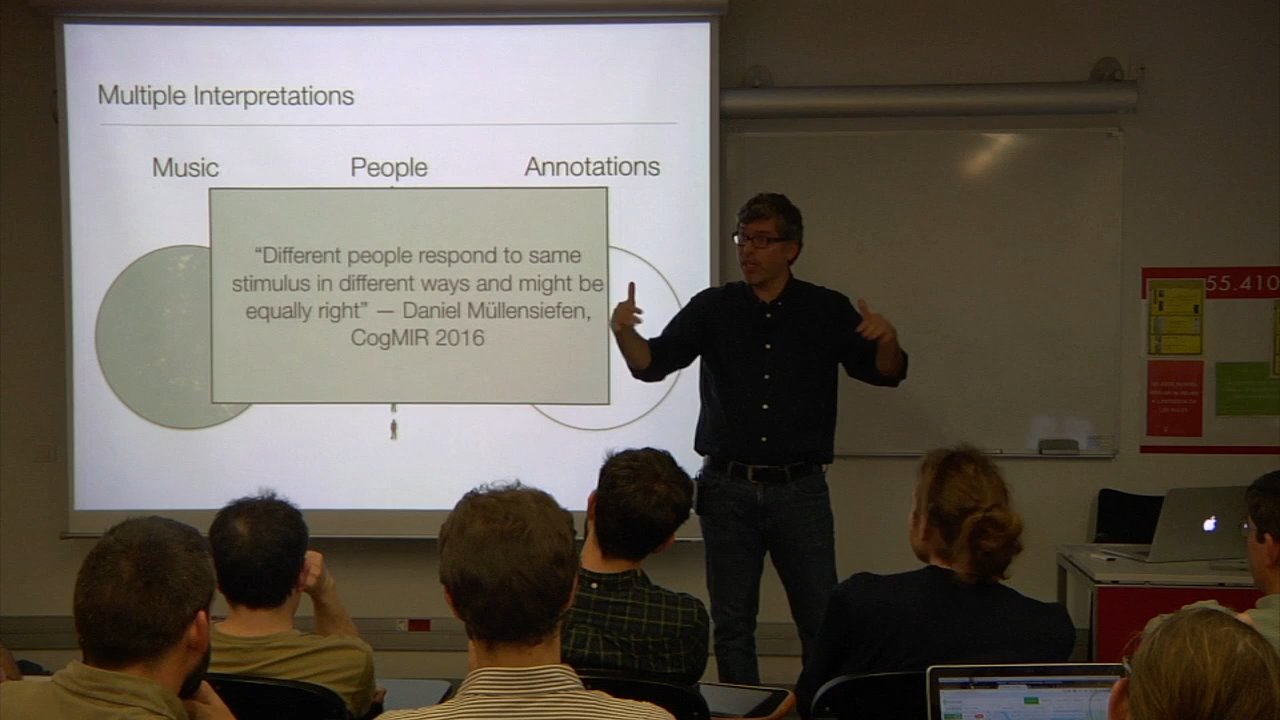 Multiple Interpretations
Music
People
Annotations
“Different people respond to same
stimulus in different ways and might be
equally right” — Daniel Müllensiefen,
CogMIR 2016
55.410